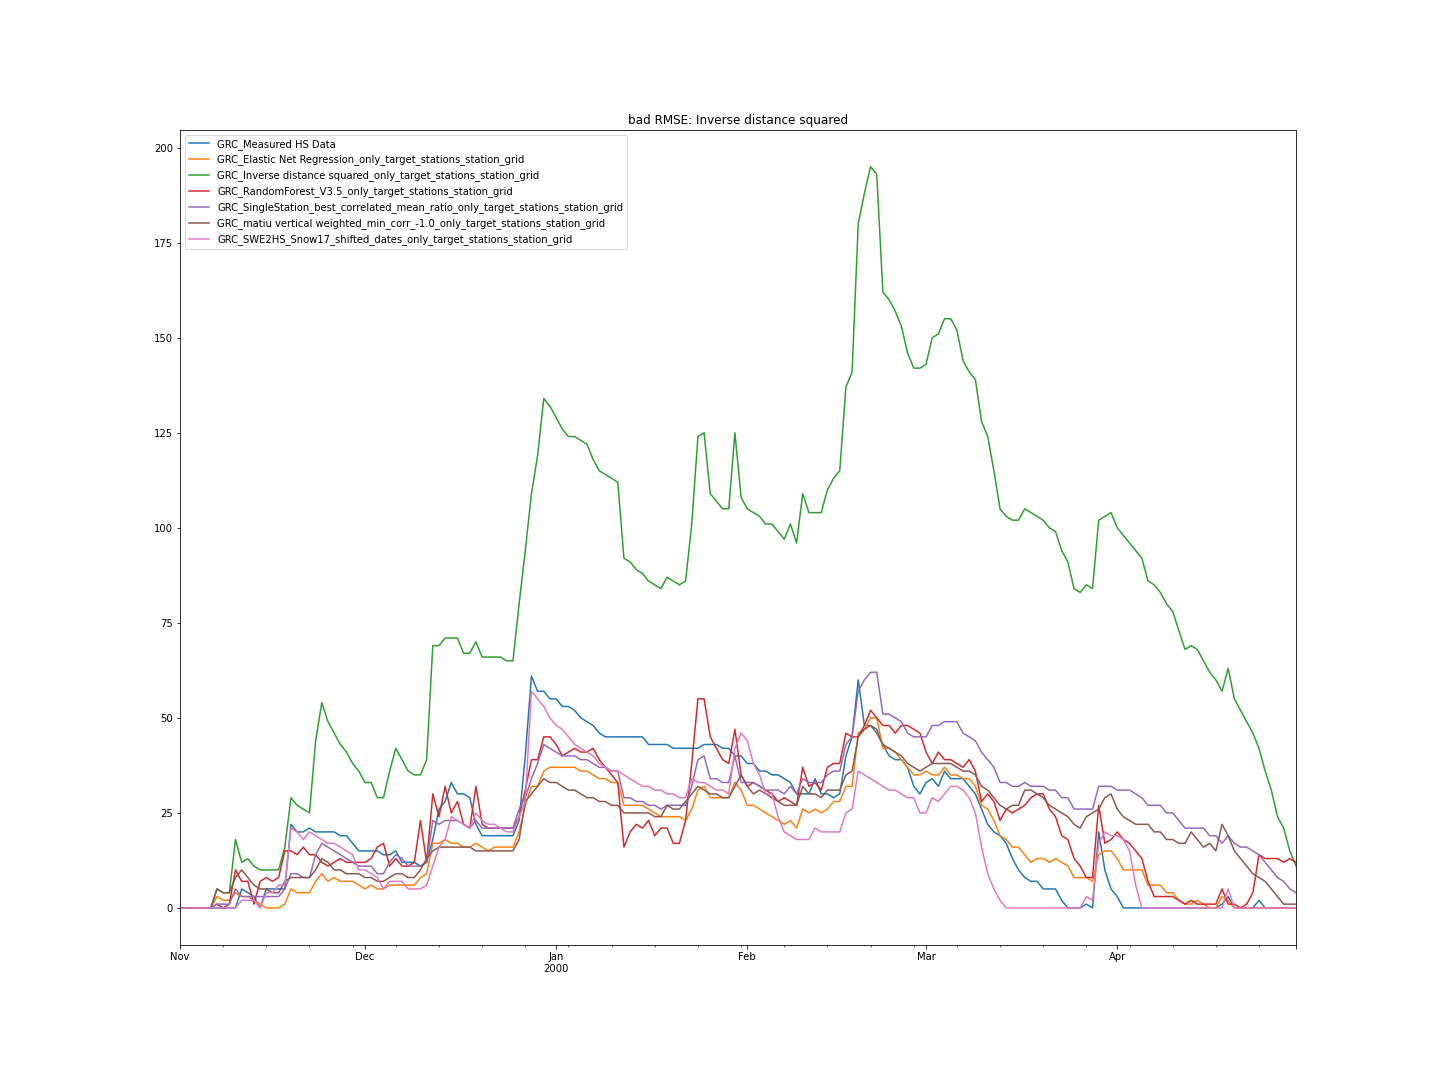 bad RMSE: Inverse distance squared
GRC_Measured HS Data
GRC_Elastic Net Regression_only_target_stations_station_grid
GRC_Inverse distance squared_only_target_stations_station_grid
GRC_RandomForest_V3.5_only_target_stations_station_grid
GRC_SingleStation_best_correlated_mean_ratio_only_target_stations_station_grid
GRC_matiu vertical weighted_min_corr_-1.0_only_target_stations_station_grid
GRC_SWE2HS_Snow17_shifted_dates_only_target_stations_station_grid
200
175
150
125
100
75
50
25
0
Nov Dec Jan Feb Mar Apr
2000